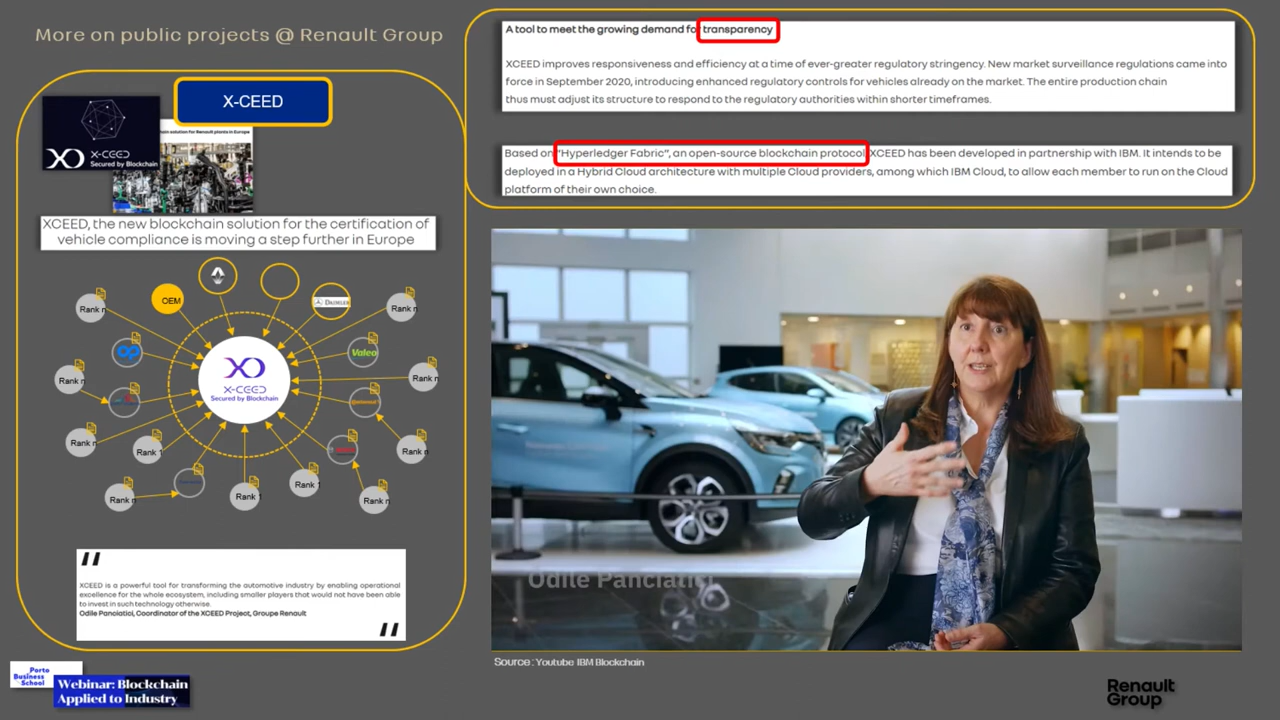 More on public projects @ Renault Group
X-CEED
X-CEED
Secured by Blockchain
hain solution for Renault plants in Europe
XCEED, the new blockchain solution for the certification of
vehicle compliance is moving a step further in Europe
OEM
DAIMLER
Rank n
Rank n
op
Valeo
Rank n
Rank n
X-CEED
Secured by Blockchain
Continental
Rank n
Rank 1
Rank n
Rank n
Rank 1
Rank 1
Rank n
"
XCEED is a powerful tool for transforming the automotive industry by enabling operational
excellence for the whole ecosystem, including smaller players that would not have been able
to invest in such technology otherwise.
Odile Panciatici, Coordinator of the XCEED Project, Groupe Renault
"
A tool to meet the growing demand for transparency
XCEED improves responsiveness and efficiency at a time of ever-greater regulatory stringency. New market surveillance regulations came into
force in September 2020, introducing enhanced regulatory controls for vehicles already on the market. The entire production chain
thus must adjust its structure to respond to the regulatory authorities within shorter timeframes.
Based on "Hyperledger Fabric", an open-source blockchain protocol XCEED has been developed in partnership with IBM. It intends to be
deployed in a Hybrid Cloud architecture with multiple Cloud providers, among which IBM Cloud, to allow each member to run on the Cloud
platform of their own choice.
Odile Panciatici
Source : Youtube IBM Blockchain
Porto
Business
School
Webinar: Blockchain
Applied to Industry
Renault
Group